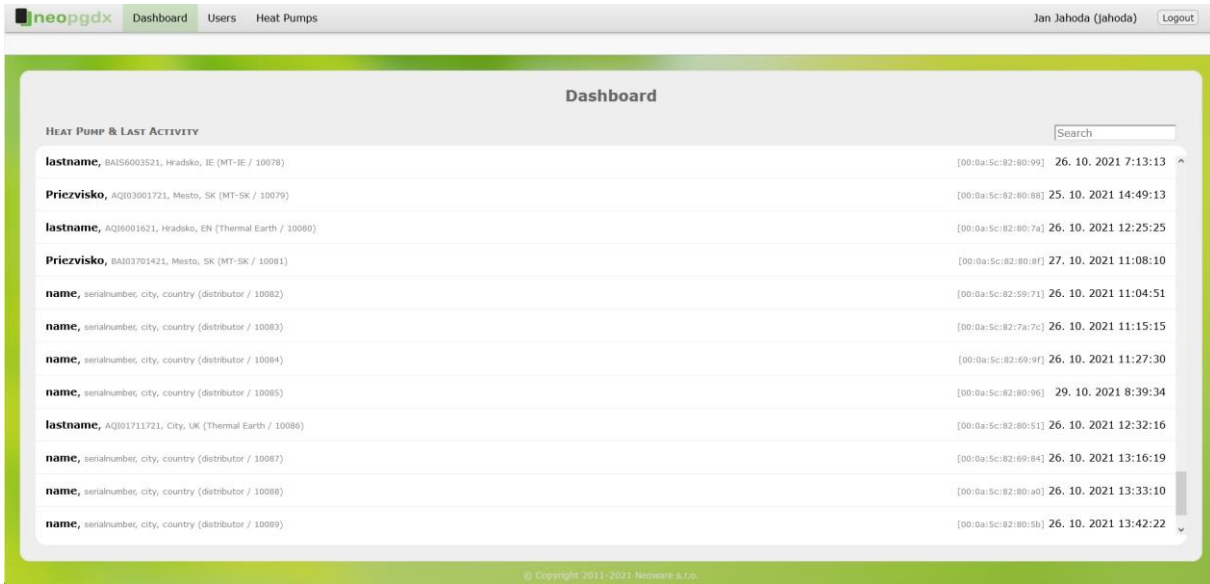 neopgdx Dashboard Users Heat Pumps Jan Jahoda (jahoda) Logout
Dashboard
HEAT PUMP & LAST ACTIVITY Search
lastname, BAIS6003521, Hradsko, IE (MT-IE / 10078) [00:0a:5c:82:80:99] 26. 10. 2021 7:13:13
Priezvisko, AQI03001721, Mesto, SK (MT-SK / 10079) [00:0a:5c:82:80:88] 25. 10. 2021 14:49:13
lastname, AQI6001621, Hradsko, EN (Thermal Earth / 10080) [00:0a:5c:82:80:7a] 26. 10. 2021 12:25:25
Priezvisko, BAI03701421, Mesto, SK (MT-SK / 10081) [00:0a:5c:82:80:8f] 27. 10. 2021 11:08:10
name, serialnumber, city, country (distributor / 10082) [00:0a:5c:82:59:71] 26. 10. 2021 11:04:51
name, serialnumber, city, country (distributor / 10083) [00:0a:5c:82:7a:7c] 26. 10. 2021 11:15:15
name, serialnumber, city, country (distributor / 10084) [00:0a:5c:82:69:9f] 26. 10. 2021 11:27:30
name, serialnumber, city, country (distributor / 10085) [00:0a:5c:82:80:96] 29. 10. 2021 8:39:34
lastname, AQI01711721, City, UK (Thermal Earth / 10086) [00:0a:5c:82:80:51] 26. 10. 2021 12:32:16
name, serialnumber, city, country (distributor / 10087) [00:0a:5c:82:69:84] 26. 10. 2021 13:16:19
name, serialnumber, city, country (distributor / 10088) [00:0a:5c:82:80:a0] 26. 10. 2021 13:33:10
name, serialnumber, city, country (distributor / 10089) [00:0a:5c:82:80:5b] 26. 10. 2021 13:42:22
© Copyright 2011-2021 Neoware s.r.o.